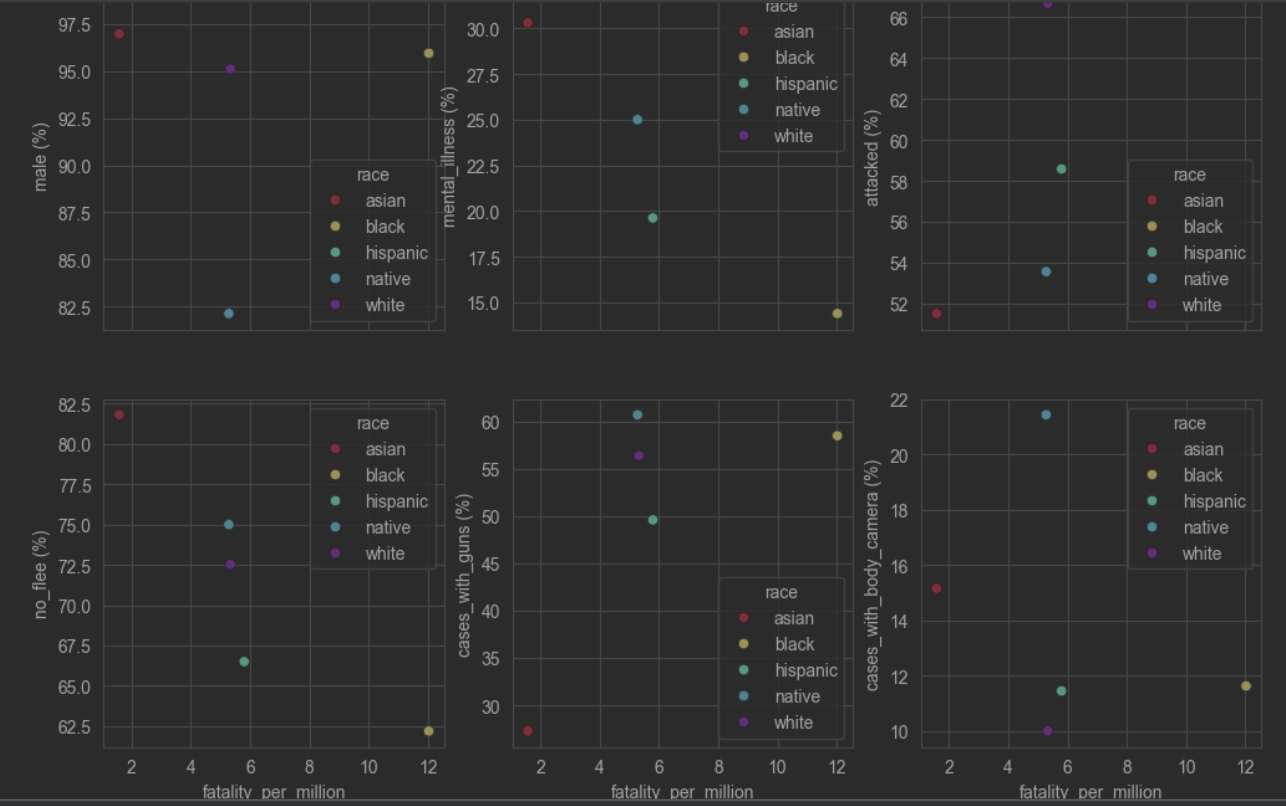 97.5
95.0
92.5
90.0
87.5
85.0
82.5
male (%)
race
asian
black
hispanic
native
white
30.0
27.5
25.0
22.5
20.0
17.5
15.0
mental_illness (%)
race
asian
black
hispanic
native
white
66
64
62
60
58
56
54
52
attacked (%)
race
asian
black
hispanic
native
white
82.5
80.0
77.5
75.0
72.5
70.0
67.5
65.0
62.5
no_flee (%)
race
asian
black
hispanic
native
white
2 4 6 8 10 12
fatality_per_million
60
55
50
45
40
35
30
cases_with_guns (%)
race
asian
black
hispanic
native
white
2 4 6 8 10 12
fatality_per_million
22
20
18
16
14
12
10
cases_with_body_camera (%)
race
asian
black
hispanic
native
white
2 4 6 8 10 12
fatality_per_million